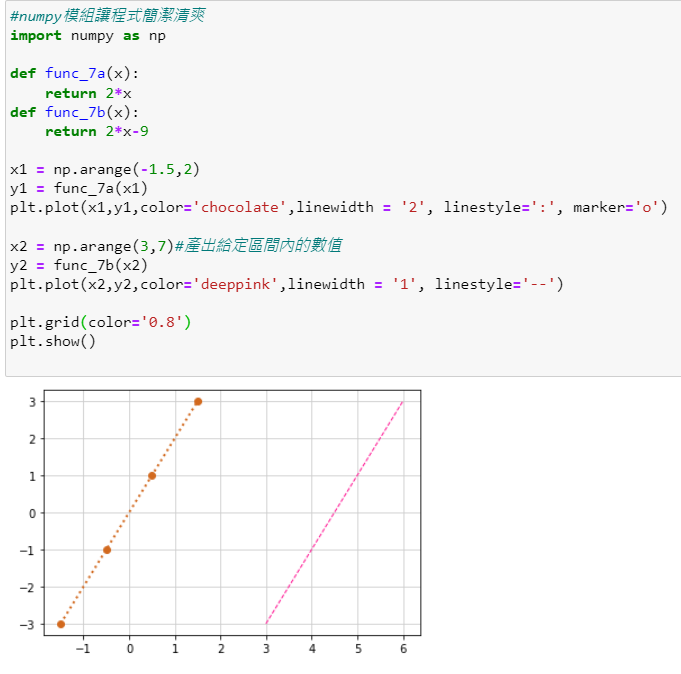 #numpy模組讓程式簡潔清爽
import numpy as np
def func_7a(x):
    return 2*x
def func_7b(x):
    return 2*x-9
x1 = np.arange(-1.5,2)
y1 = func_7a(x1)
plt.plot(x1,y1,color='chocolate',linewidth = '2', linestyle=':', marker='o')
x2 = np.arange(3,7)#產出給定區間內的數值
y2 = func_7b(x2)
plt.plot(x2,y2,color='deeppink',linewidth = '1', linestyle='--')
plt.grid(color='0.8')
plt.show()
3
2
1
0
−1
−2
−3
−1 0 1 2 3 4 5 6